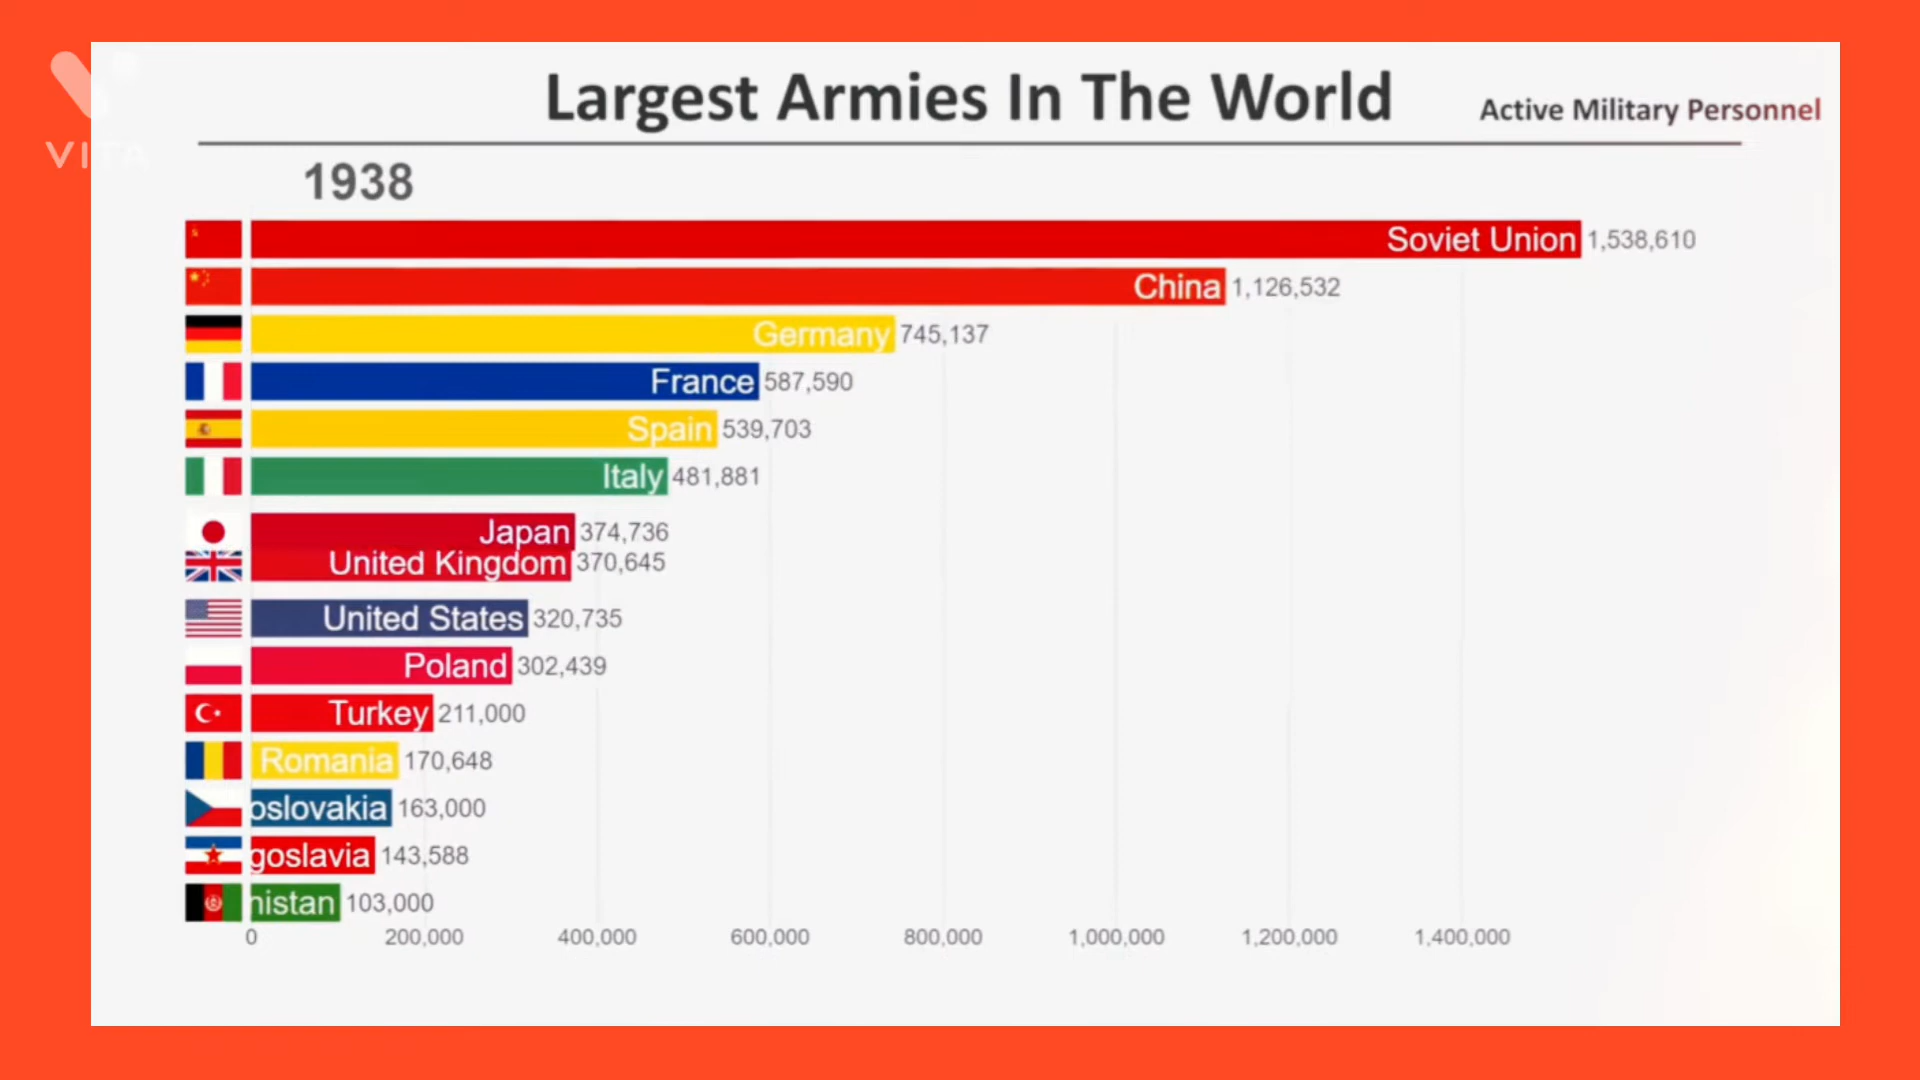 VITA
Largest Armies In The World
Active Military Personnel
1938
Soviet Union 1,538,610
China 1,126,532
Germany 745,137
France 587,590
Spain 539,703
Italy 481,881
Japan 374,736
United Kingdom 370,645
United States 320,735
Poland 302,439
Turkey 211,000
Romania 170,648
oslovakia 163,000
goslavia 143,588
nistan 103,000
0 200,000 400,000 600,000 800,000 1,000,000 1,200,000 1,400,000